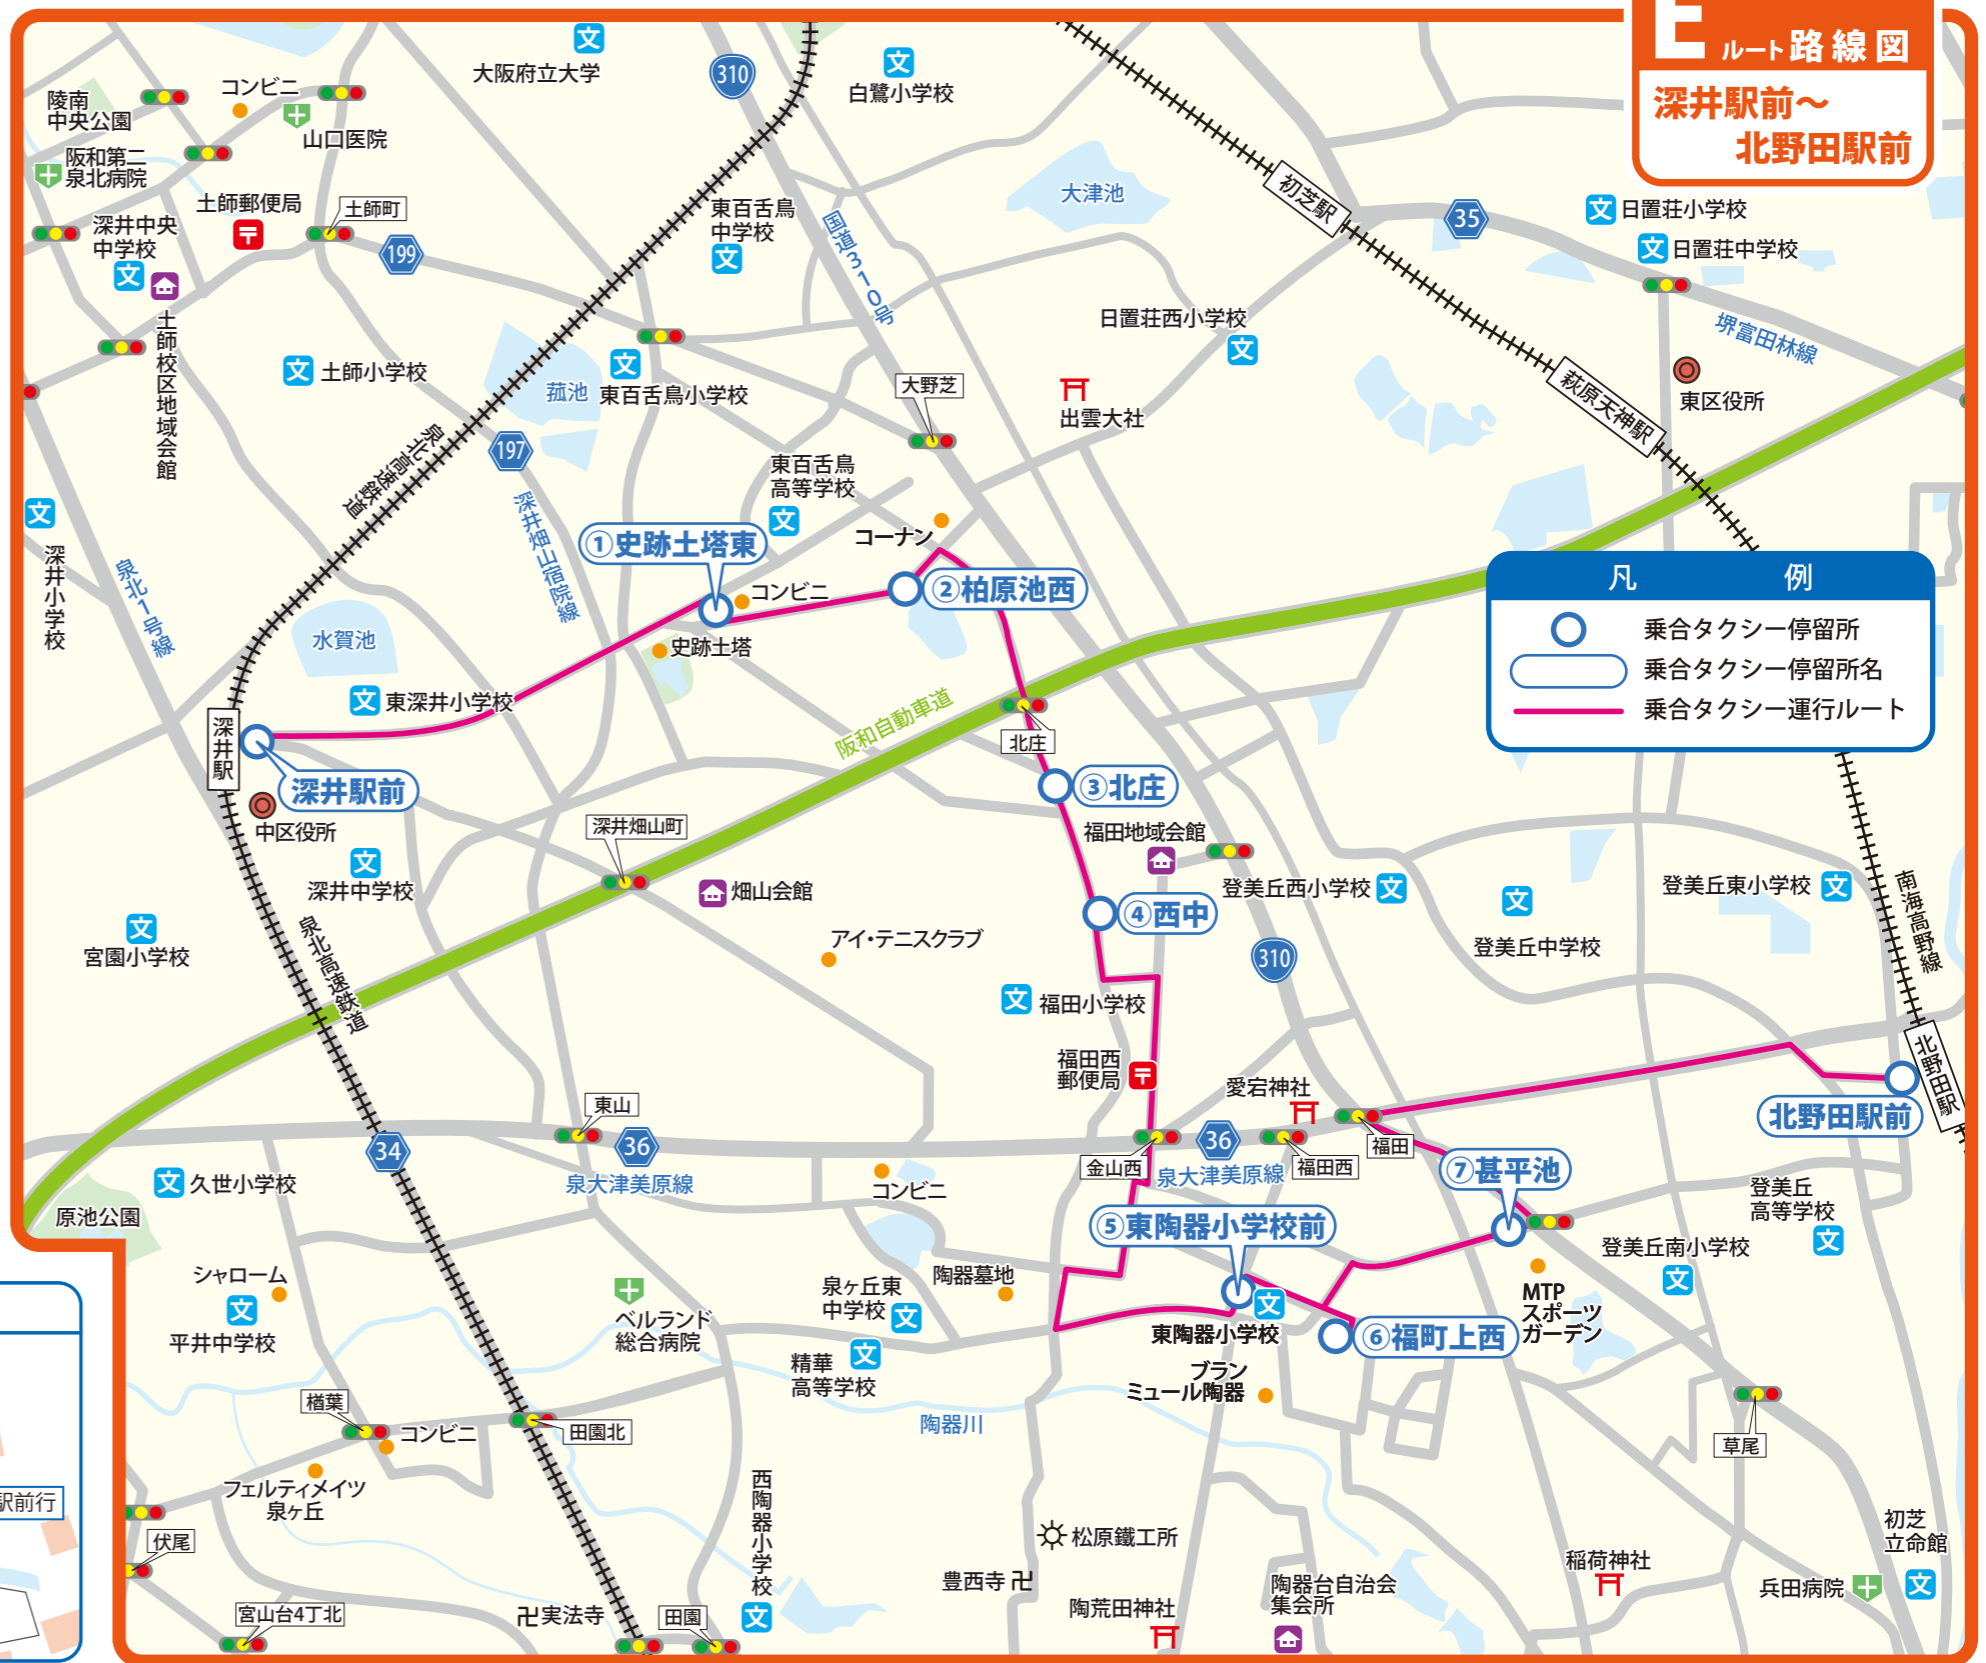 E ルート路線図
深井駅前～
北野田駅前
大阪府立大学
310
白鷺小学校
コンビニ
陵南
中央公園
山口医院
阪和第二
泉北病院
土師郵便局
土師町
深井中央
中学校
199
東百舌鳥
中学校
国道310号
大津池
初芝駅
35
日置荘小学校
日置荘中学校
堺富田林線
日置荘西小学校
土師校区地域会館
土師小学校
菰池
東百舌鳥小学校
大野芝
出雲大社
萩原天神駅
東区役所
泉北高速鉄道
197
深井畑山宿院線
東百舌鳥
高等学校
コーナン
深井小学校
泉北1号線
①史跡土塔東
コンビニ
②柏原池西
史跡土塔
水賀池
東深井小学校
凡例
乗合タクシー停留所
乗合タクシー停留所名
乗合タクシー運行ルート
深井駅
深井駅前
中区役所
阪和自動車道
北庄
③北庄
深井畑山町
福田地域会館
深井中学校
畑山会館
④西中
登美丘西小学校
登美丘東小学校
登美丘中学校
南海高野線
宮園小学校
泉北高速鉄道
アイ・テニスクラブ
310
福田小学校
福田西
郵便局
愛宕神社
北野田駅
北野田駅前
東山
34
36
泉大津美原線
36
金山西
泉大津美原線
福田西
福田
⑦甚平池
久世小学校
原池公園
コンビニ
⑤東陶器小学校前
登美丘
高等学校
登美丘南小学校
シャローム
平井中学校
ベルランド
総合病院
泉ヶ丘東
中学校
陶器墓地
MTP
スポーツ
ガーデン
東陶器小学校
⑥福町上西
精華
高等学校
ブラン
ミュール陶器
楢葉
コンビニ
田園北
陶器川
草尾
フェルティメイツ
泉ヶ丘
駅前行
伏尾
西陶器小学校
松原鐵工所
初芝
立命館
稲荷神社
兵田病院
豊西寺
陶器台自治会
集会所
宮山台4丁北
実法寺
田園
陶荒田神社